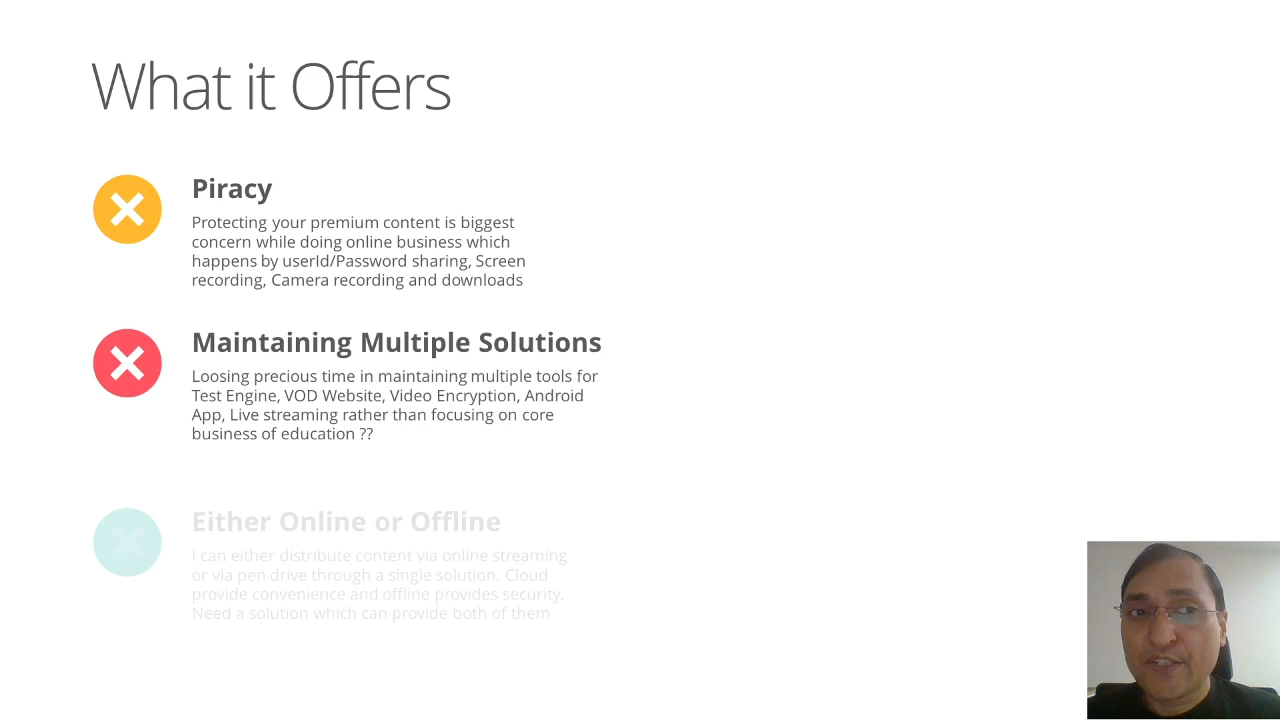 What it Offers
Piracy
Protecting your premium content is biggest
concern while doing online business which
happens by userId/Password sharing, Screen
recording, Camera recording and downloads
Maintaining Multiple Solutions
Loosing precious time in maintaining multiple tools for
Test Engine, VOD Website, Video Encryption, Android
App, Live streaming rather than focusing on core
business of education ??
Either Online or Offline
I can either distribute content via online streaming
or via pen drive through a single solution. Cloud
provide convenience and offline provides security.
Need a solution which can provide both of them